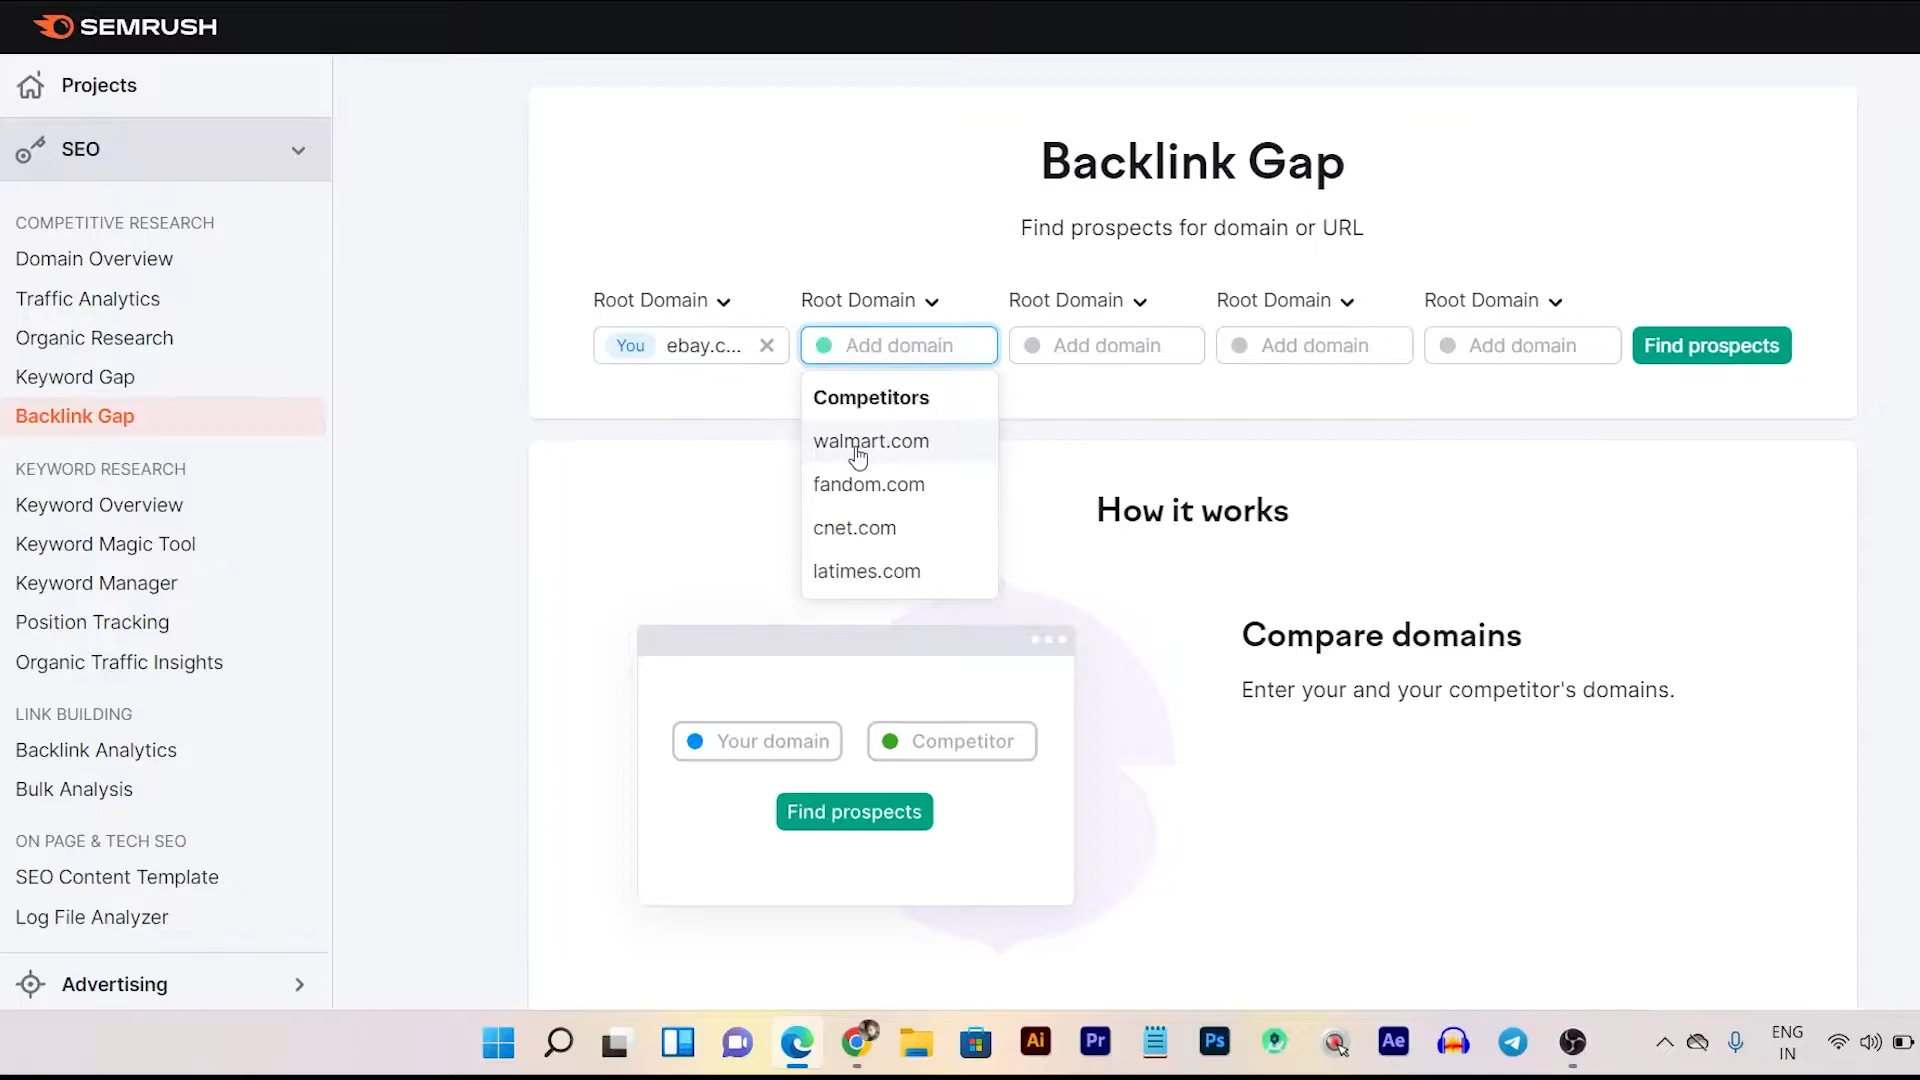 SEMRUSH
Projects
SEO
COMPETITIVE RESEARCH
Domain Overview
Traffic Analytics
Organic Research
Keyword Gap
Backlink Gap
KEYWORD RESEARCH
Keyword Overview
Keyword Magic Tool
Keyword Manager
Position Tracking
Organic Traffic Insights
LINK BUILDING
Backlink Analytics
Bulk Analysis
ON PAGE & TECH SEO
SEO Content Template
Log File Analyzer
Advertising
Backlink Gap
Find prospects for domain or URL
Root Domain Root Domain Root Domain Root Domain Root Domain
You ebay.c... Add domain Add domain Add domain Add domain Find prospects
Competitors
walmart.com
fandom.com
cnet.com
latimes.com
How it works
Your domain Competitor
Find prospects
Compare domains
Enter your and your competitor's domains.
Ai Pr Ps Ae
ENG
IN